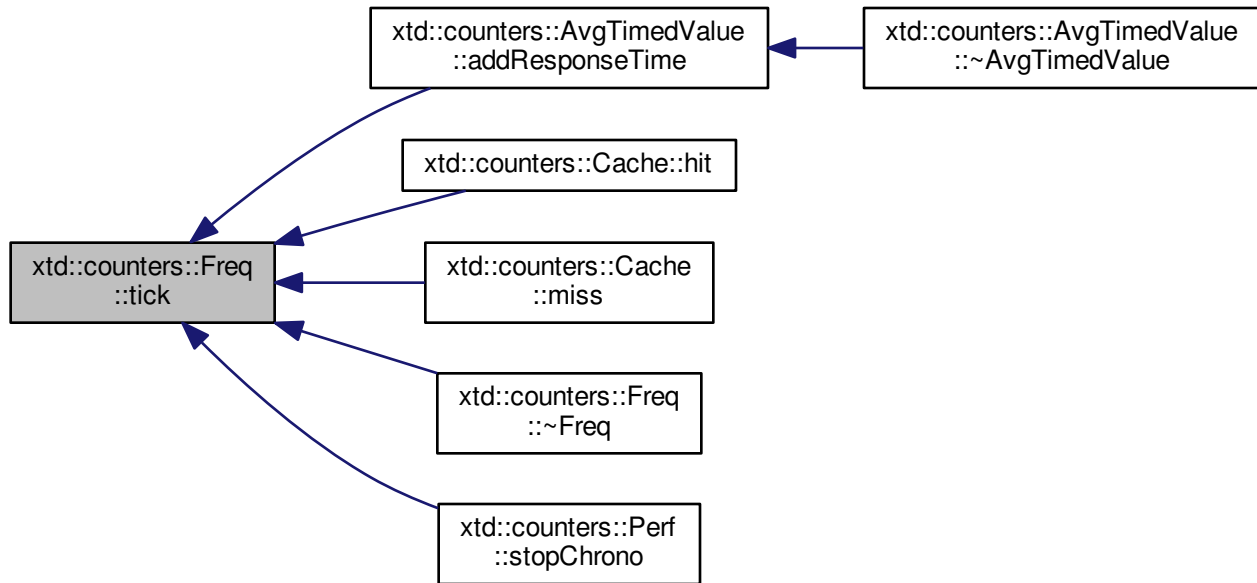 xtd::counters::AvgTimedValue
::addResponseTime
xtd::counters::AvgTimedValue
::~AvgTimedValue
xtd::counters::Cache::hit
xtd::counters::Freq
::tick
xtd::counters::Cache
::miss
xtd::counters::Freq
::~Freq
xtd::counters::Perf
::stopChrono